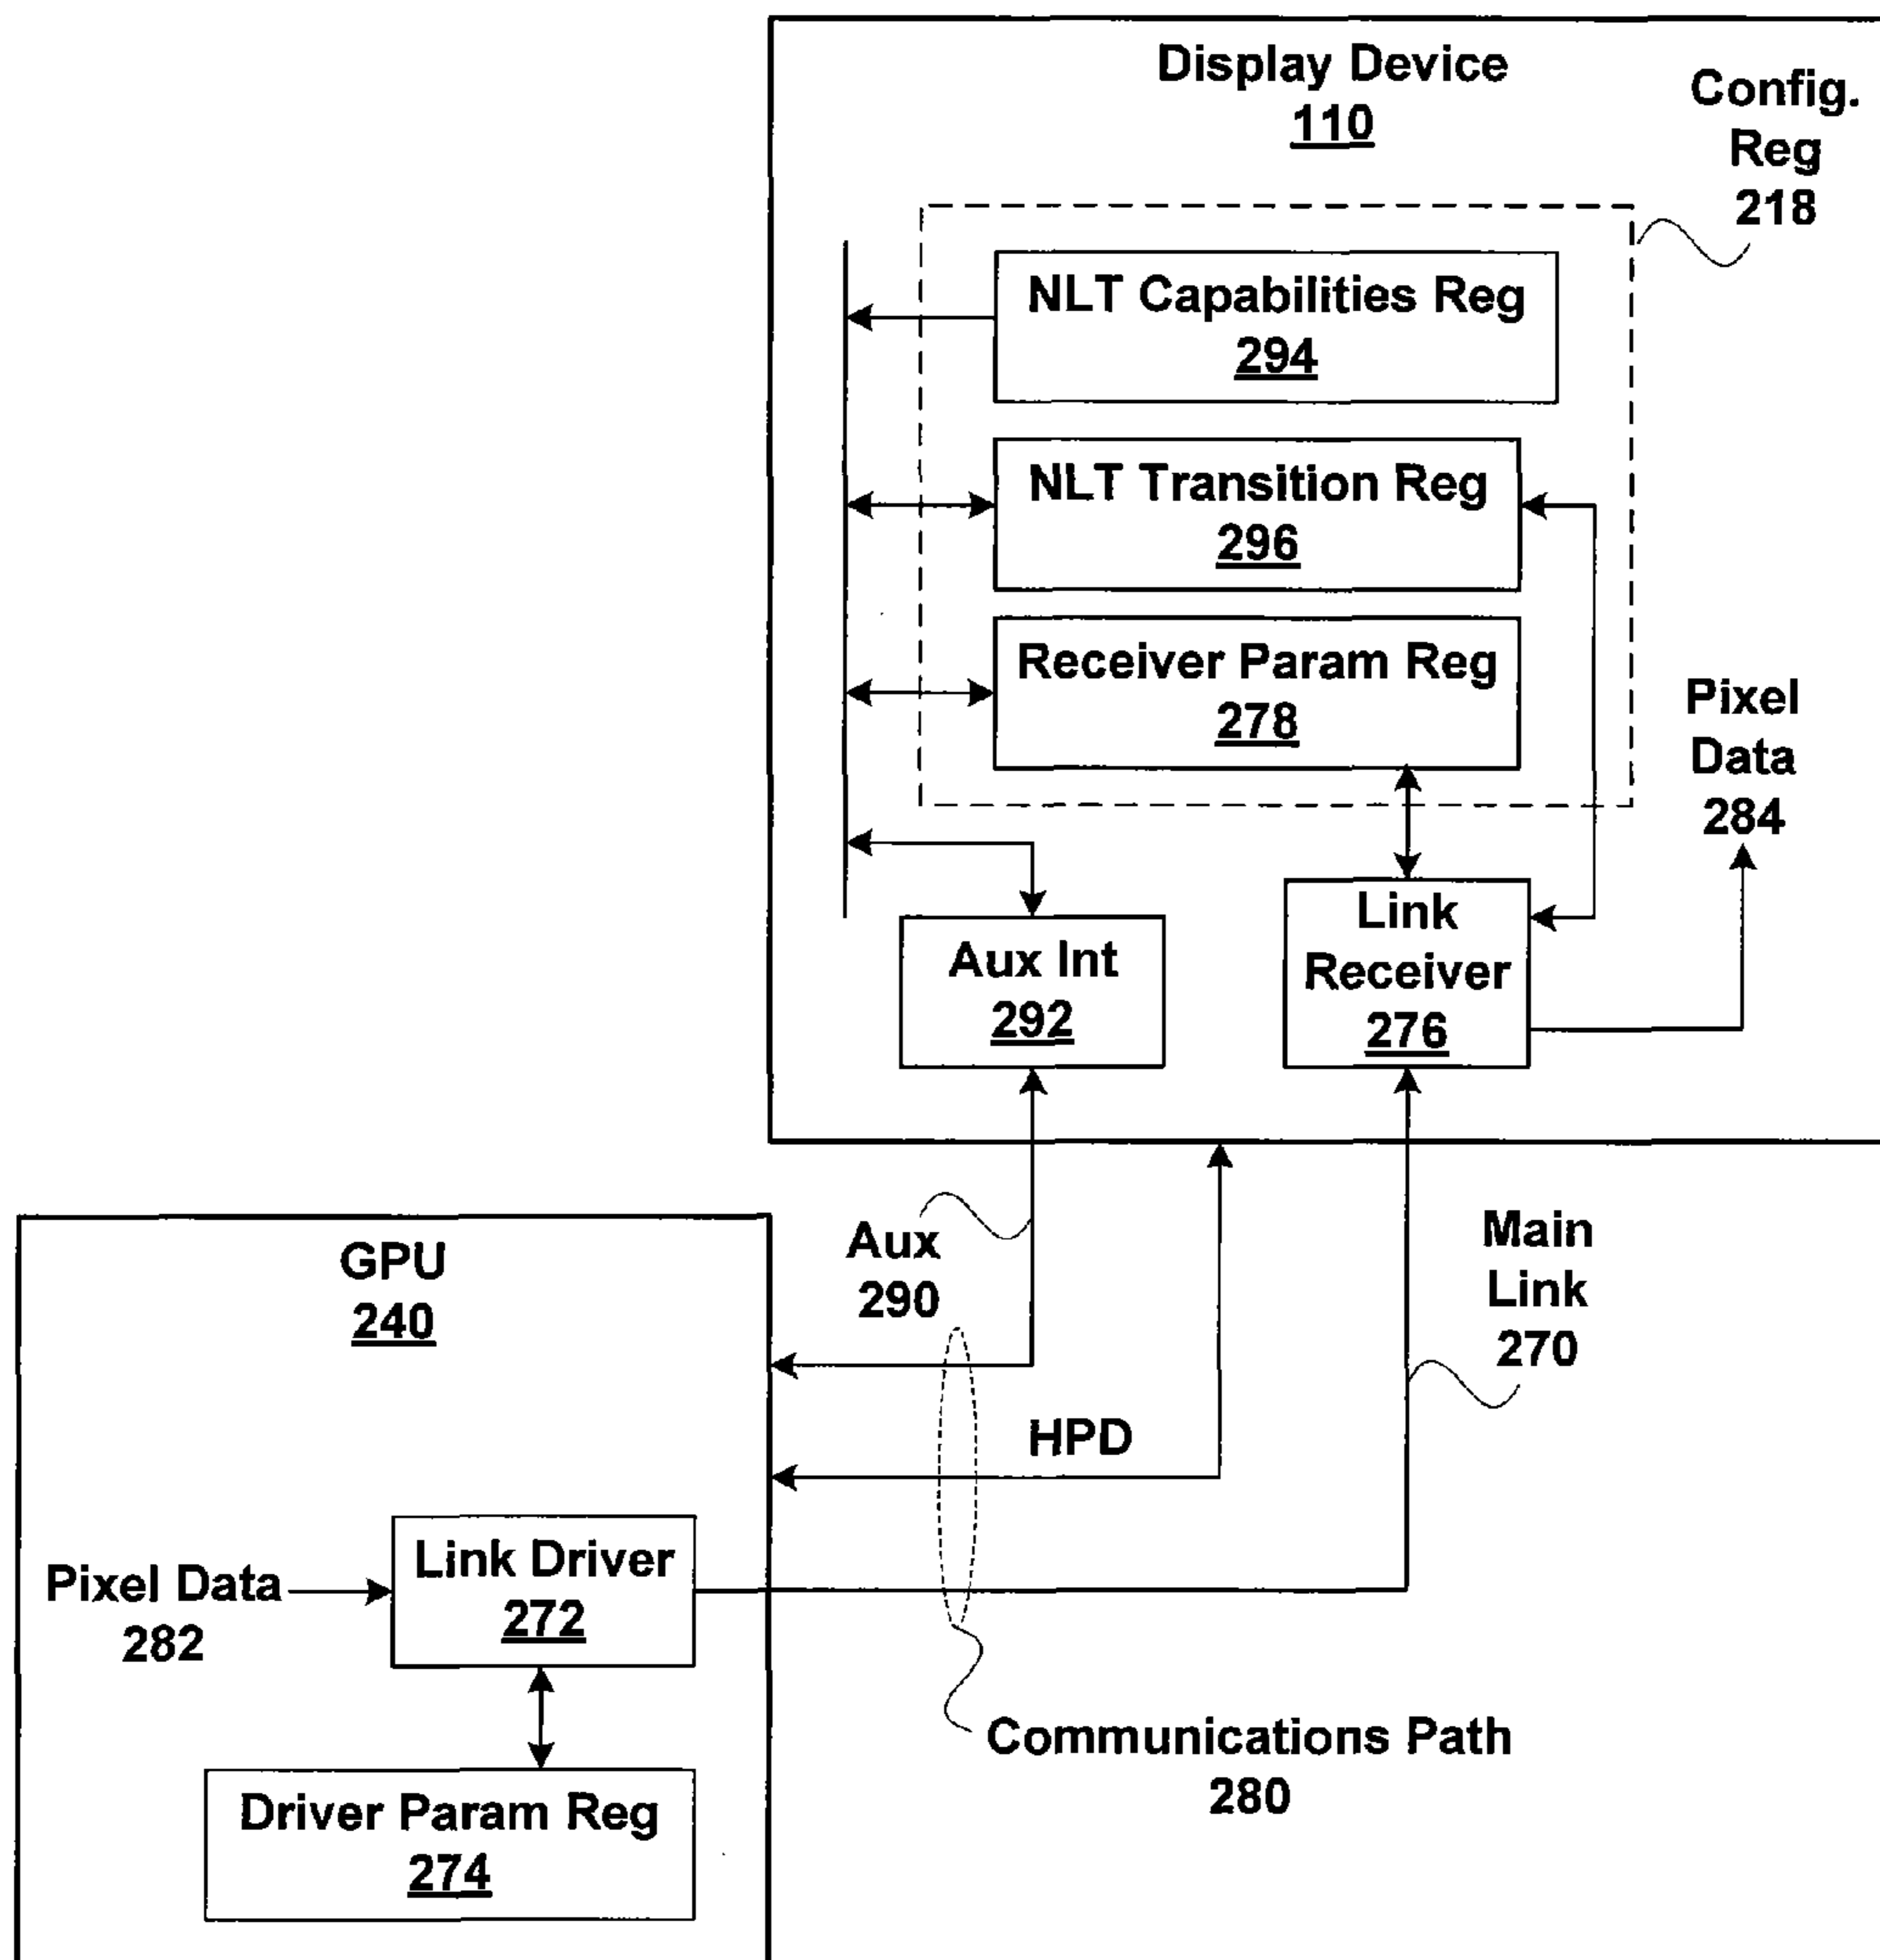 Display Device
110
Config.
Reg
218
NLT Capabilities Reg
294
NLT Transition Reg
296
Receiver Param Reg
278
Pixel
Data
284
Link
Receiver
276
Aux Int
292
Aux
290
Main
Link
270
GPU
240
HPD
Link Driver
272
Pixel Data
282
Communications Path
280
Driver Param Reg
274